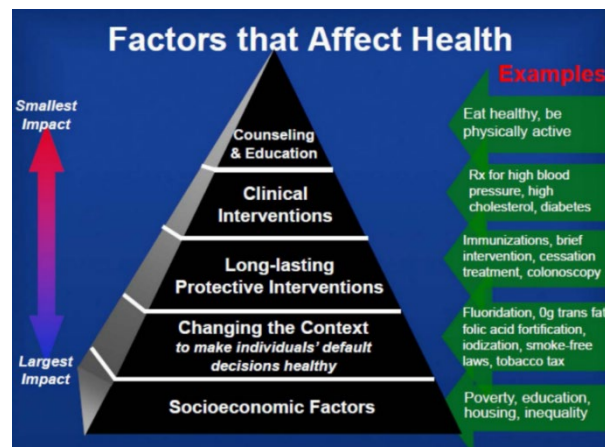 Factors that Affect Health
Examples
Smallest
Impact
Largest
Impact
Counseling
& Education
Eat healthy, be
physically active
Clinical
Interventions
Rx for high blood
pressure, high
cholesterol, diabetes
Long-lasting
Protective Interventions
Immunizations, brief
intervention, cessation
treatment, colonoscopy
Changing the Context
to make individuals' default
decisions healthy
Fluoridation, 0g trans fat
folic acid fortification,
iodization, smoke-free
laws, tobacco tax
Socioeconomic Factors
Poverty, education,
housing, inequality